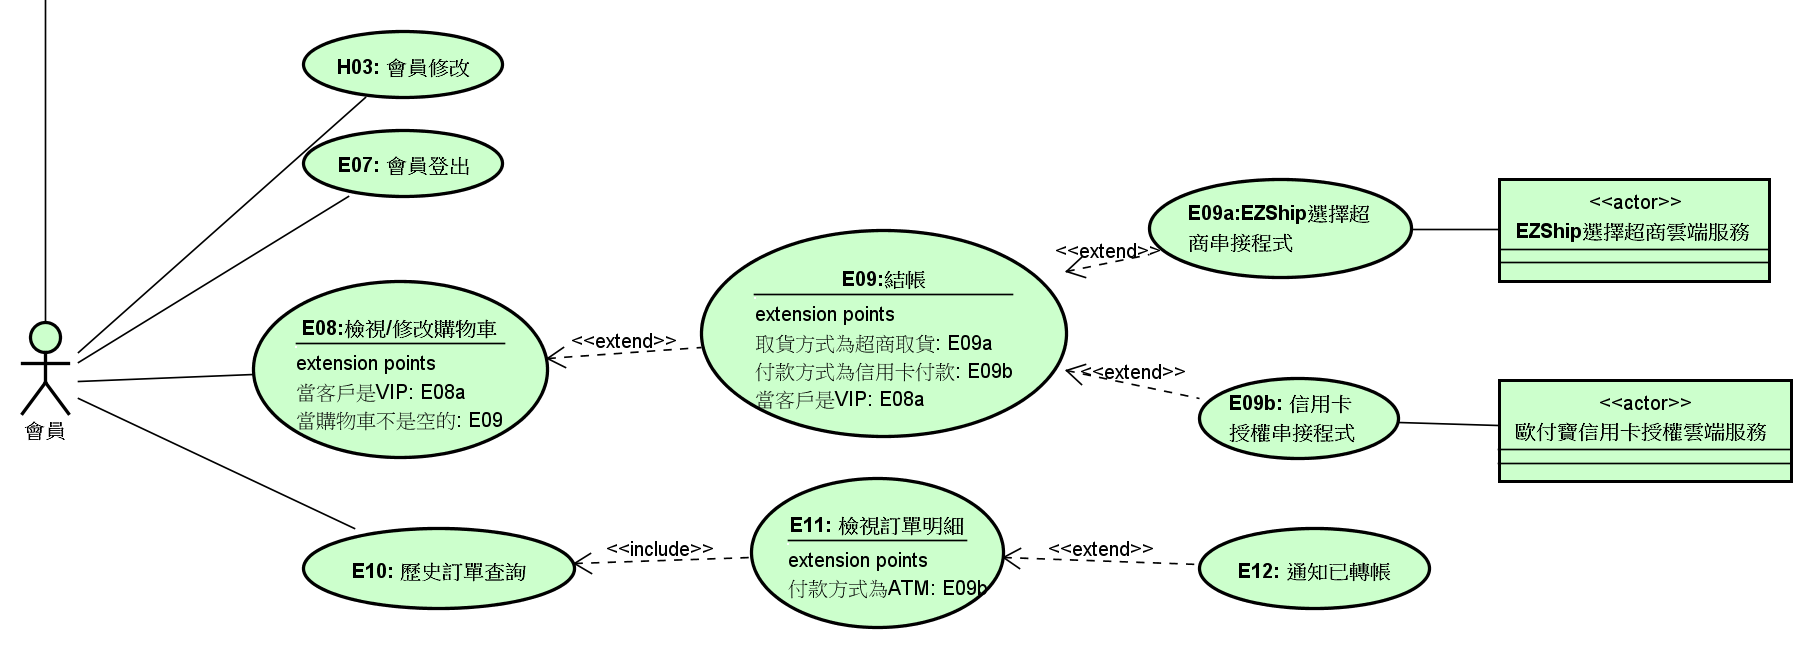 H03: 會員修改
E07: 會員登出
E08:檢視/修改購物車
extension points
當客戶是VIP: E08a
當購物車不是空的: E09
會員
<<extend>>
E09:結帳
extension points
取貨方式為超商取貨: E09a
付款方式為信用卡付款: E09b
當客戶是VIP: E08a
<<extend>>
E09a:EZShip選擇超
商串接程式
<<actor>>
EZShip選擇超商雲端服務
<<extend>>
E09b: 信用卡
授權串接程式
<<actor>>
歐付寶信用卡授權雲端服務
E10: 歷史訂單查詢
<<include>>
E11: 檢視訂單明細
extension points
付款方式為ATM: E09b
<<extend>>
E12: 通知已轉帳